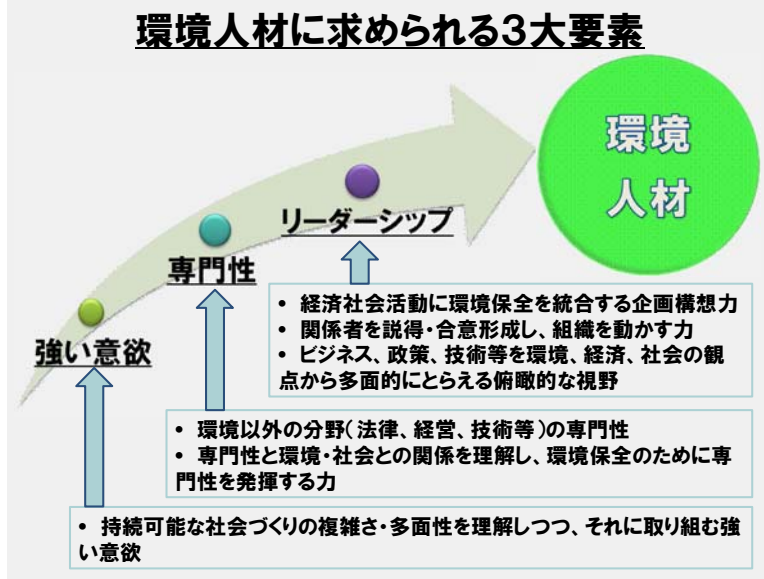 環境人材に求められる3大要素
環境
人材
リーダーシップ
専門性
強い意欲
• 経済社会活動に環境保全を統合する企画構想力
• 関係者を説得・合意形成し、組織を動かす力
• ビジネス、政策、技術等を環境、経済、社会の観
点から多面的にとらえる俯瞰的な視野
• 環境以外の分野(法律、経営、技術等)の専門性
• 専門性と環境・社会との関係を理解し、環境保全のために専
門性を発揮する力
• 持続可能な社会づくりの複雑さ・多面性を理解しつつ、それに取り組む強
い意欲